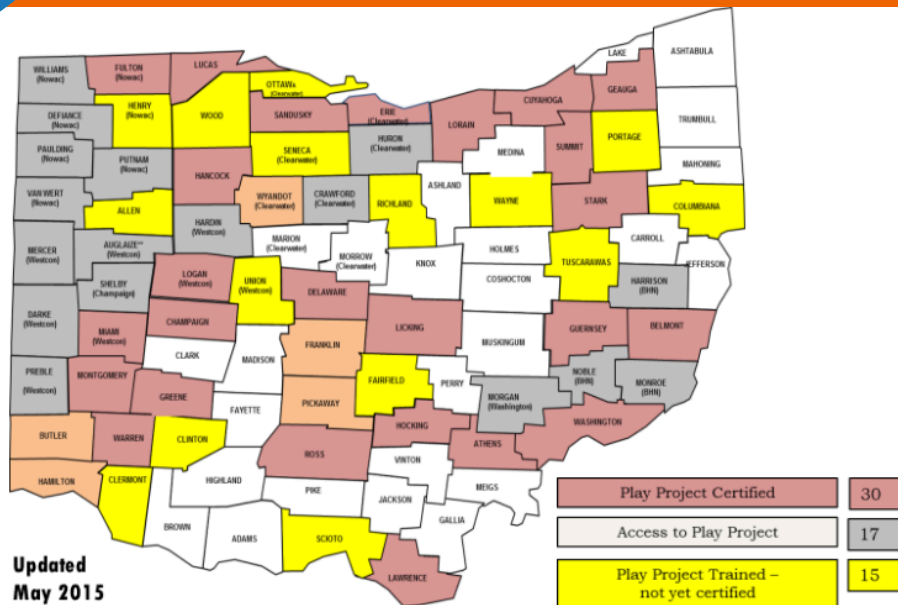 LAKE
ASHTABULA
WILLIAMS
(Nowac)
FULTON
(Nowac)
LUCAS
OTTAWA
(Clearwater)
GEAUGA
CUYAHOGA
HENRY
(Nowac)
WOOD
SANDUSKY
ERIE
(Clearwater)
LORAIN
DEFIANCE
(Nowac)
TRUMBULL
PORTAGE
HURON
(Clearwater)
SENECA
(Clearwater)
MEDINA
SUMMIT
PAULDING
(Nowac)
PUTNAM
(Nowac)
MAHONING
HANCOCK
ASHLAND
VAN WERT
(Nowac)
WYANDOT
(Clearwater)
CRAWFORD
(Clearwater)
RICHLAND
WAYNE
STARK
COLUMBIANA
ALLEN
HARDIN
(Westcon)
CARROLL
MARION
(Clearwater)
AUGLAIZE**
(Westcon)
MERCER
(Westcon)
HOLMES
MORROW
(Clearwater)
KNOX
TUSCARAWAS
JEFFERSON
LOGAN
(Westcon)
UNION
(Westcon)
COSHOCTON
HARRISON
(BHN)
SHELBY
(Champaign)
DELAWARE
DARKE
(Westcon)
CHAMPAIGN
LICKING
GUERNSEY
BELMONT
MIAMI
(Westcon)
FRANKLIN
MUSKINGUM
CLARK
MADISON
NOBLE
(BHN)
PREBLE
(Westcon)
MONTGOMERY
FAIRFIELD
PERRY
MONROE
(BHN)
GREENE
PICKAWAY
MORGAN
(Washington)
FAYETTE
WASHINGTON
HOCKING
BUTLER
WARREN
CLINTON
ATHENS
ROSS
VINTON
HAMILTON
CLERMONT
HIGHLAND
MEIGS
PIKE
JACKSON
GALLIA
BROWN
ADAMS
SCIOTO
LAWRENCE
Play Project Certified 30
Access to Play Project 17
Play Project Trained – 15
not yet certified
Updated
May 2015